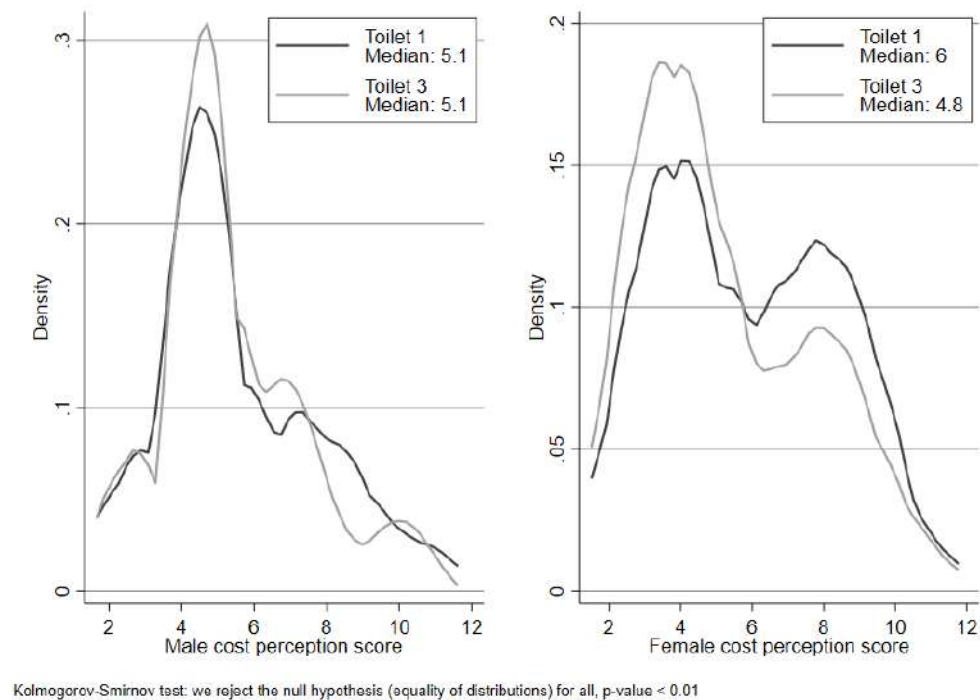 Toilet 1
Median: 5.1
Toilet 3
Median: 5.1
.3
.2
.1
0
Density
2 4 6 8 10 12
Male cost perception score
Toilet 1
Median: 6
Toilet 3
Median: 4.8
.2
.15
.1
.05
0
Density
2 4 6 8 10 12
Female cost perception score
Kolmogorov-Smirnov test: we reject the null hypothesis (equality of distributions) for all, p-value < 0.01